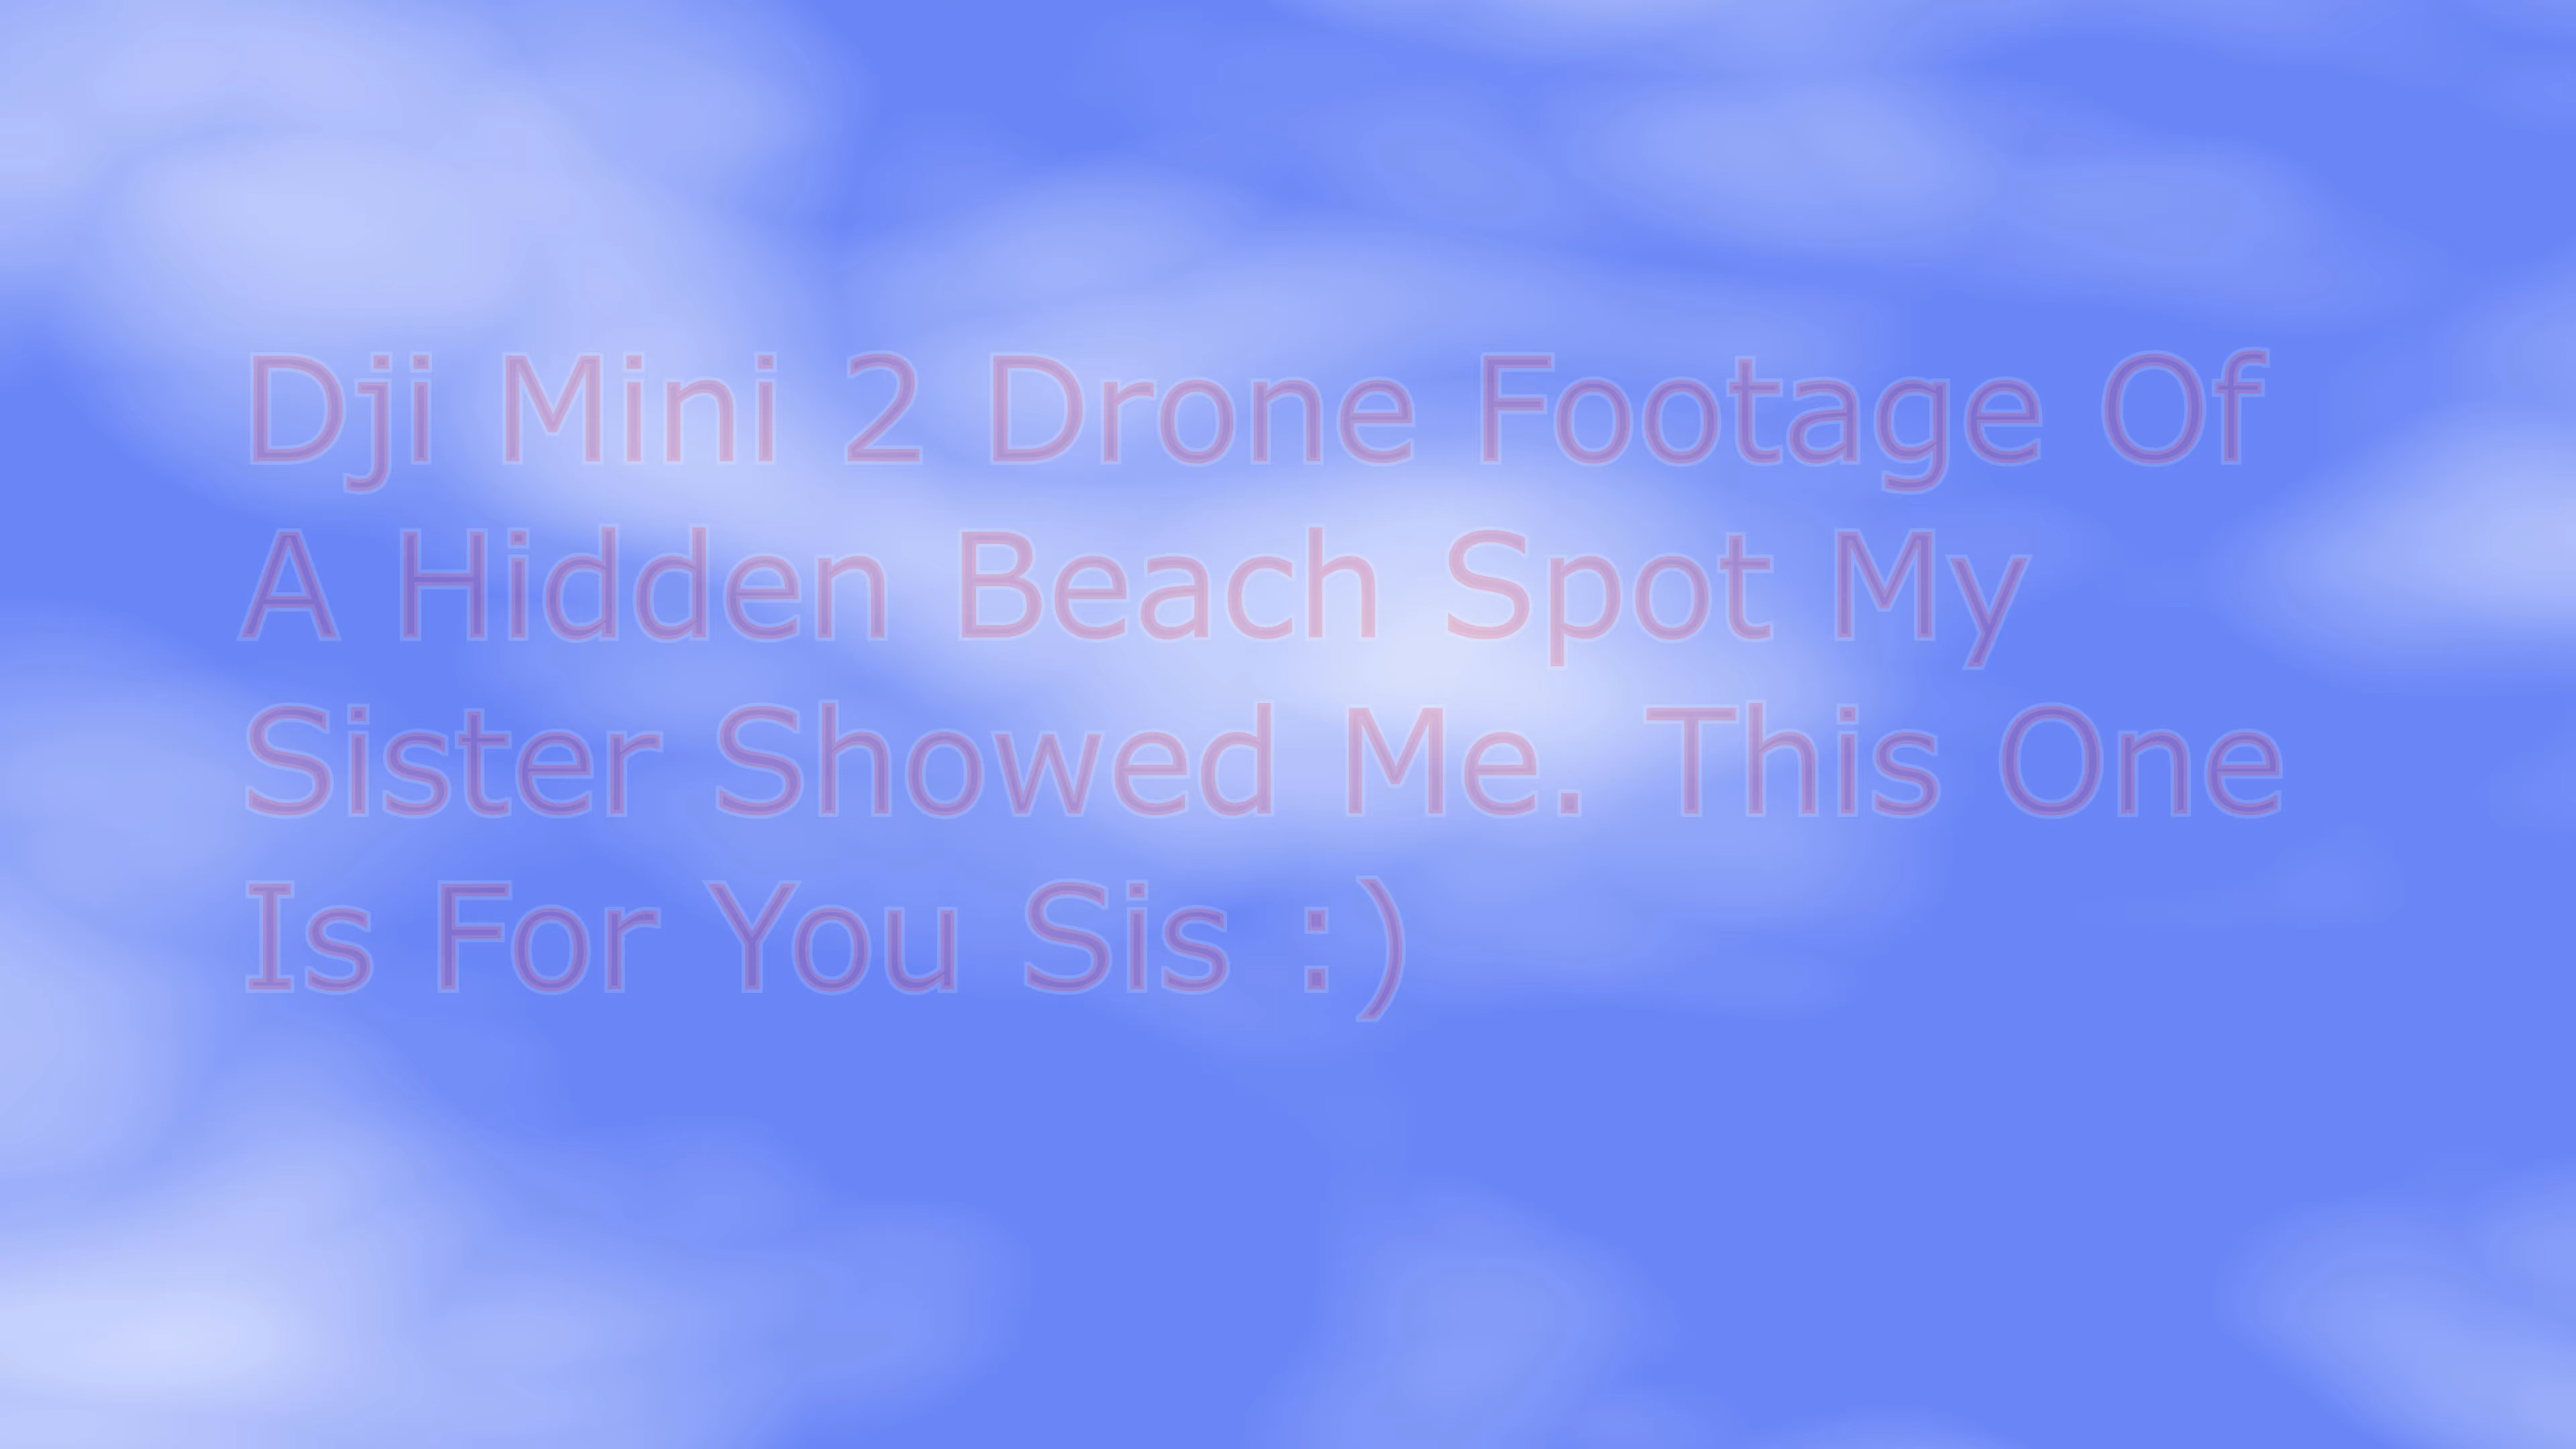 Dji Mini 2 Drone Footage Of
A Hidden Beach Spot My
Sister Showed Me. This One
Is For You Sis :)